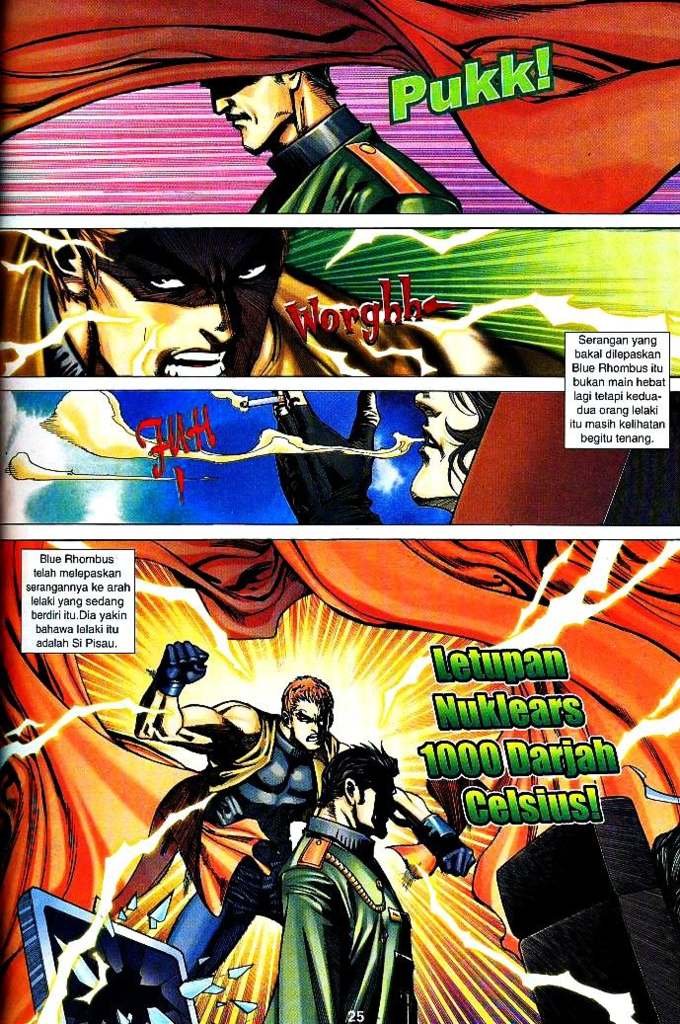 Pukk!
Worghh
Serangan yang
bakal dilepaskan
Blue Rhombus itu
bukan main hebat
lagi tetapi kedua-
dua orang lelaki
itu masih kelihatan
begitu tenang.
Blue Rhombus
telah melepaskan
serangannya ke arah
lelaki yang sedang
berdiri itu.Dia yakin
bahawa lelaki itu
adalah Si Pisau.
Letupan
Nuklears
1000 Darjah
Celsius!
25